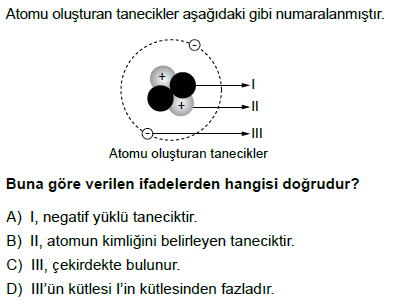 Atomu oluşturan tanecikler aşağıdaki gibi numaralanmıştır.
-
+
I
+
II
-
III
Atomu oluşturan tanecikler
Buna göre verilen ifadelerden hangisi doğrudur?
A) I, negatif yüklü taneciktir.
B) II, atomun kimliğini belirleyen taneciktir.
C) III, çekirdekte bulunur.
D) III'ün kütlesi I'in kütlesinden fazladır.